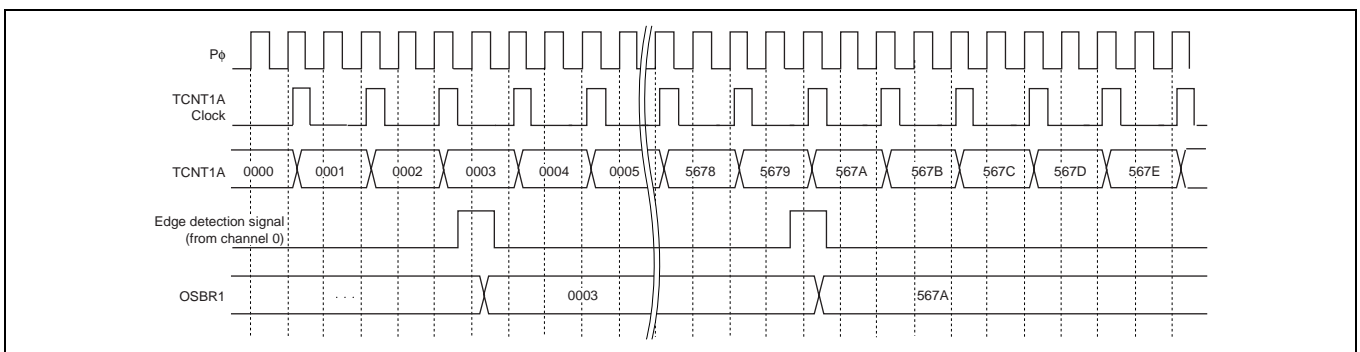 Pϕ
TCNT1A
Clock
TCNT1A 0000 0001 0002 0003 0004 0005 5678 5679 567A 567B 567C 567D 567E
Edge detection signal
(from channel 0)
OSBR1 . . . 0003 567A